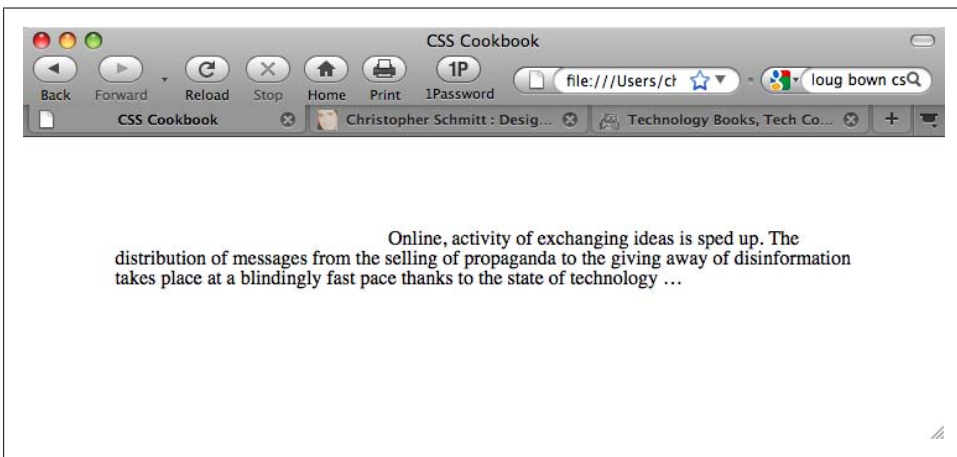 CSS Cookbook
1P
file:///Users/ch
loug bown cs
Back Forward Reload Stop Home Print 1Password
CSS Cookbook Christopher Schmitt : Desig... Technology Books, Tech Co... +
Online, activity of exchanging ideas is sped up. The
distribution of messages from the selling of propaganda to the giving away of disinformation
takes place at a blindingly fast pace thanks to the state of technology …